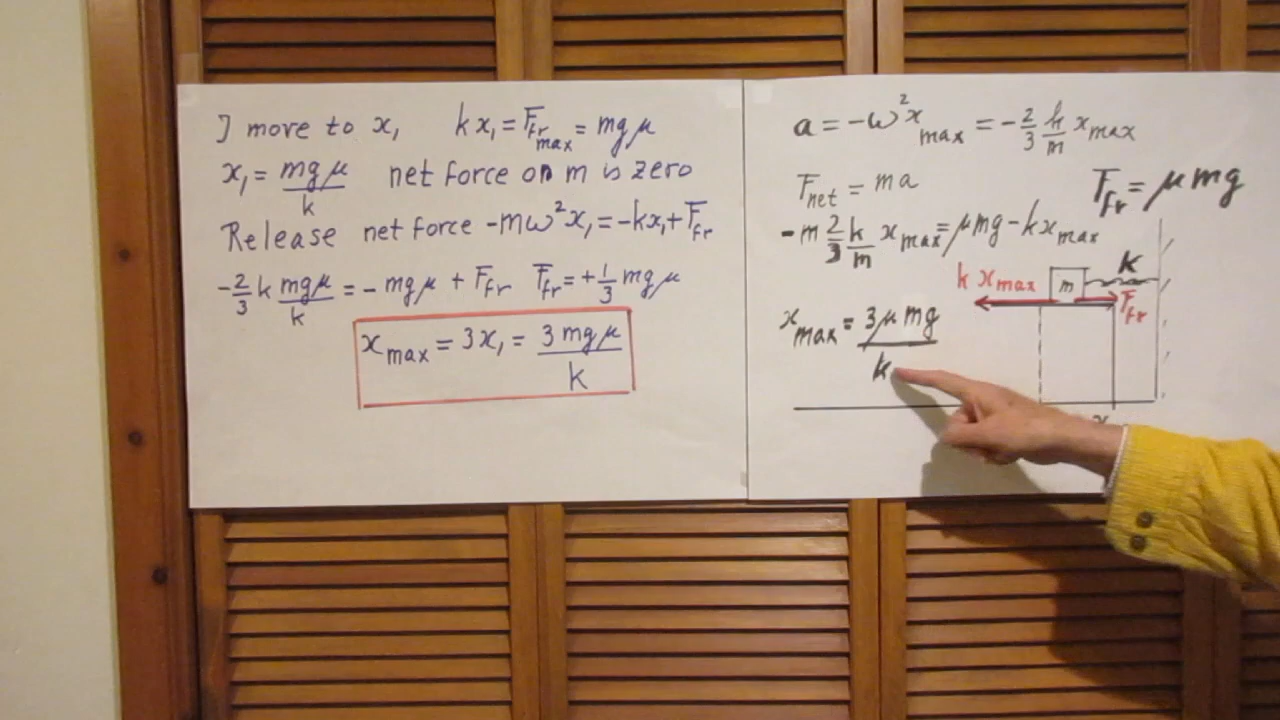 I move to x₁ kx₁ = F_fr max = mgμ
x₁ = mgμ/k net force on m is zero
Release net force -mω²x₁ = -kx₁ + F_fr
-2/3 k mgμ/k = -mgμ + F_fr F_fr = +1/3 mgμ
x_max = 3x₁ = 3mgμ/k
a = -ω²x_max = -2/3 k/m x_max
F_net = ma
F_fr = μmg
-m 2/3 k/m x_max = μmg - kx_max
k x_max
m
k
F_fr
x_max = 3μmg/k